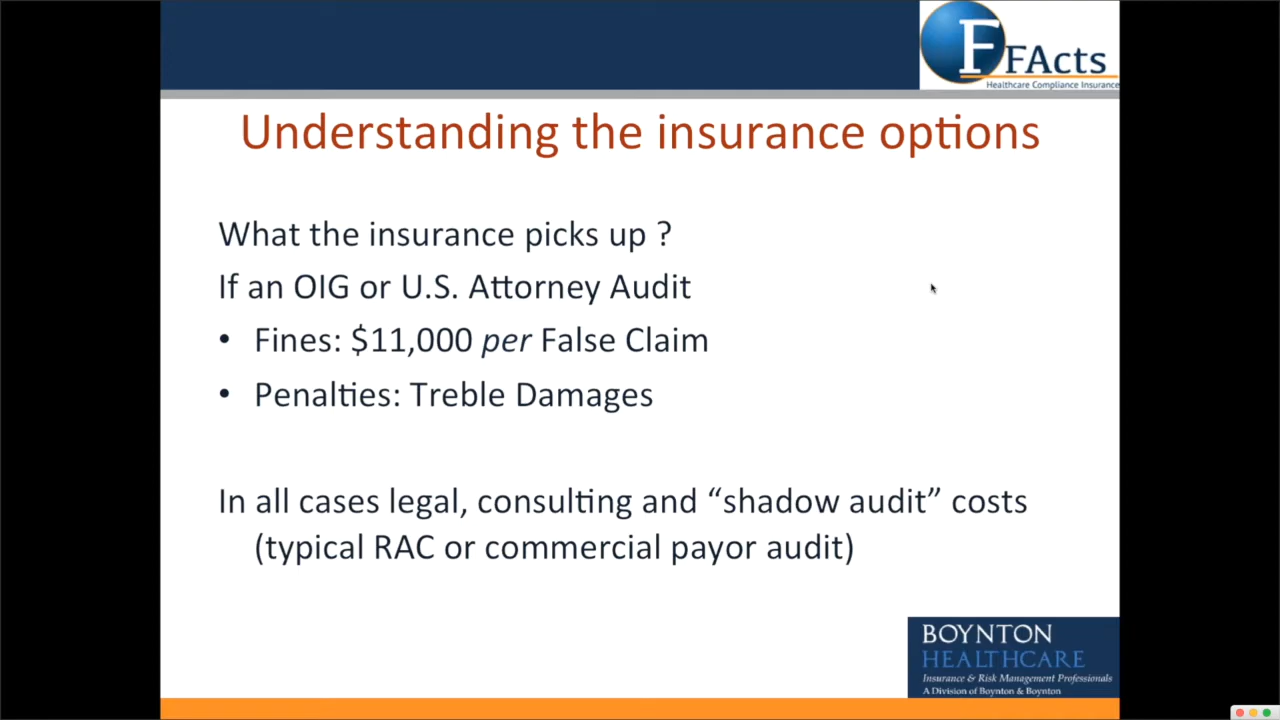 F FActs
Healthcare Compliance Insurance
Understanding the insurance options
What the insurance picks up ?
If an OIG or U.S. Attorney Audit
• Fines: $11,000 per False Claim
• Penalties: Treble Damages
In all cases legal, consulting and “shadow audit” costs
(typical RAC or commercial payor audit)
BOYNTON
HEALTHCARE
Insurance & Risk Management Professionals
A Division of Boynton & Boynton